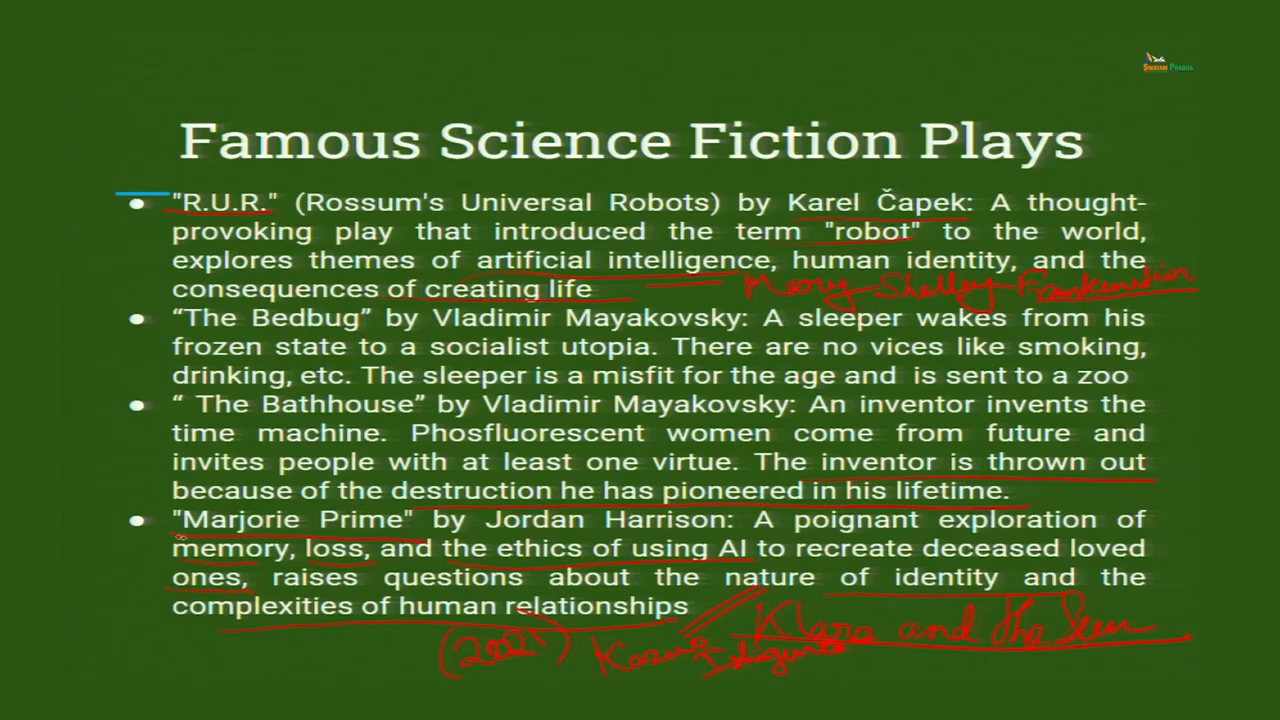 SWAYAM PRABHA
Famous Science Fiction Plays
● "R.U.R." (Rossum's Universal Robots) by Karel Čapek: A thought-
provoking play that introduced the term "robot" to the world,
explores themes of artificial intelligence, human identity, and the
consequences of creating life
Mary Shelley Frankenstein
● “The Bedbug” by Vladimir Mayakovsky: A sleeper wakes from his
frozen state to a socialist utopia. There are no vices like smoking,
drinking, etc. The sleeper is a misfit for the age and is sent to a zoo
● “ The Bathhouse” by Vladimir Mayakovsky: An inventor invents the
time machine. Phosfluorescent women come from future and
invites people with at least one virtue. The inventor is thrown out
because of the destruction he has pioneered in his lifetime.
● "Marjorie Prime" by Jordan Harrison: A poignant exploration of
memory, loss, and the ethics of using AI to recreate deceased loved
ones, raises questions about the nature of identity and the
complexities of human relationships
Klara and the Sun
(2021) Kazuo Ishiguro